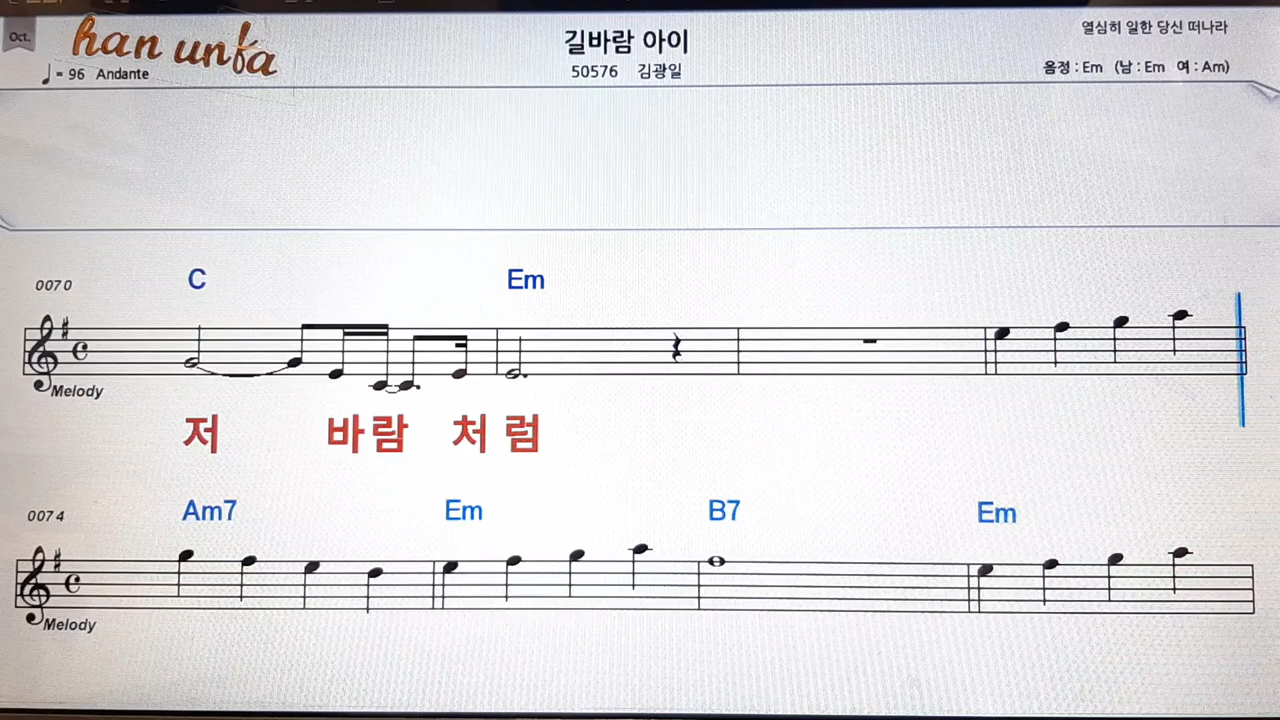 Oct.
han unfa
길바람 아이
열심히 일한 당신 떠나라
♩= 96 Andante
50576 김광일
음정 : Em (남 : Em 여 : Am)
0070
C Em
Melody
저 바람 처 럼
0074
Am7 Em B7 Em
Melody